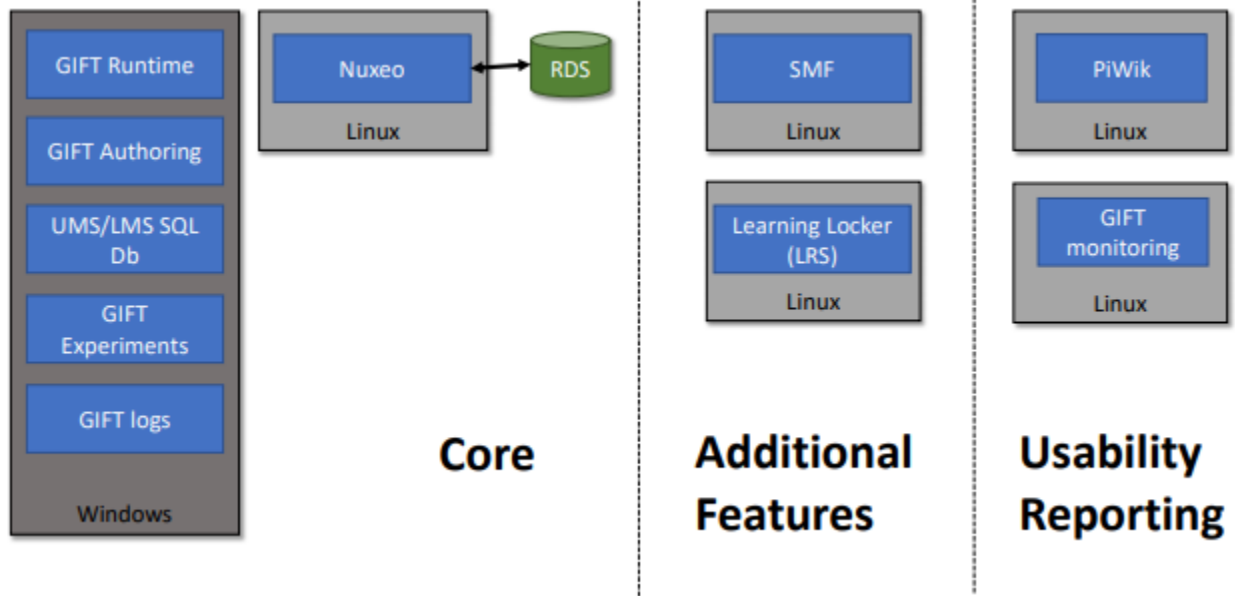 GIFT Runtime
GIFT Authoring
UMS/LMS SQL
Db
GIFT
Experiments
GIFT logs
Windows
Nuxeo
Linux
RDS
Core
SMF
Linux
Learning Locker
(LRS)
Linux
Additional
Features
PiWik
Linux
GIFT
monitoring
Linux
Usability
Reporting